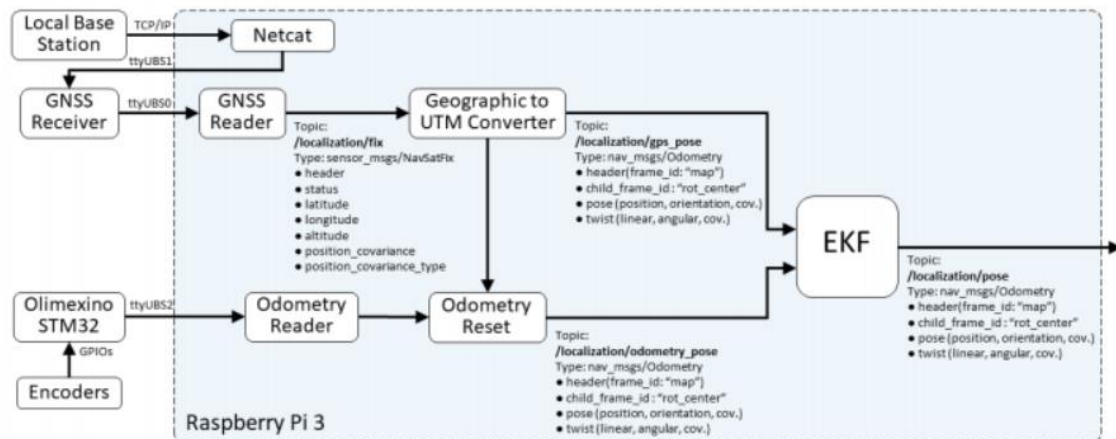 Local Base
Station
TCP/IP
Netcat
ttyUBS1
GNSS
Receiver
ttyUBS0
GNSS
Reader
Geographic to
UTM Converter
Topic:
/localization/fix
Type: sensor_msgs/NavSatFix
● header
● status
● latitude
● longitude
● altitude
● position_covariance
● position_covariance_type
Topic:
/localization/gps_pose
Type: nav_msgs/Odometry
● header(frame_id: "map")
● child_frame_id : "rot_center"
● pose (position, orientation, cov.)
● twist (linear, angular, cov.)
EKF
Topic:
/localization/pose
Type: nav_msgs/Odometry
● header(frame_id: "map")
● child_frame_id : "rot_center"
● pose (position, orientation, cov.)
● twist (linear, angular, cov.)
Olimexino
STM32
ttyUBS2
Odometry
Reader
Odometry
Reset
Topic:
/localization/odometry_pose
Type: nav_msgs/Odometry
● header(frame_id: "map")
● child_frame_id : "rot_center"
● pose (position, orientation, cov.)
● twist (linear, angular, cov.)
GPIOs
Encoders
Raspberry Pi 3